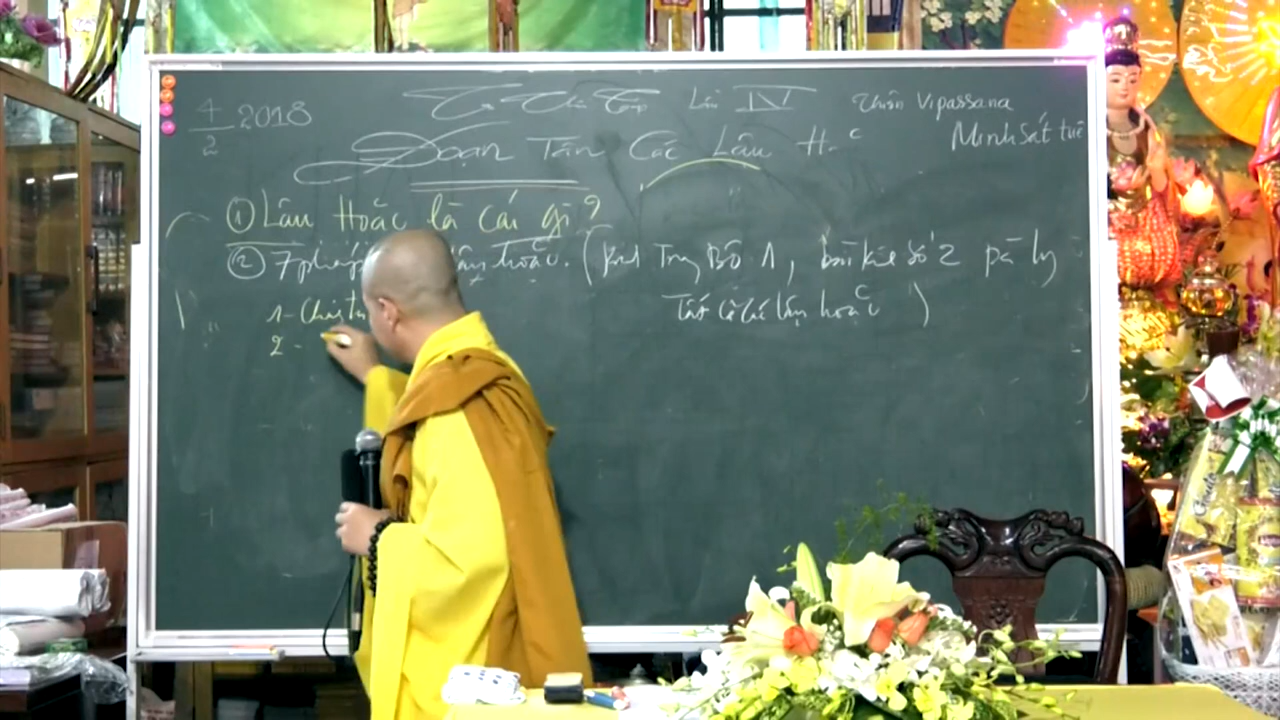 4/2 2018
Lần IV Thiền Vipassana
Đoạn Tận Các Lậu H. c Minh Sát tuệ
① Lậu Hoặc là cái gì?
② 7 pháp lậu hoặc. (Kinh Trung Bộ 1, bài kinh số 2 pā ly
1-
Tất cả các lậu hoặc )
2-